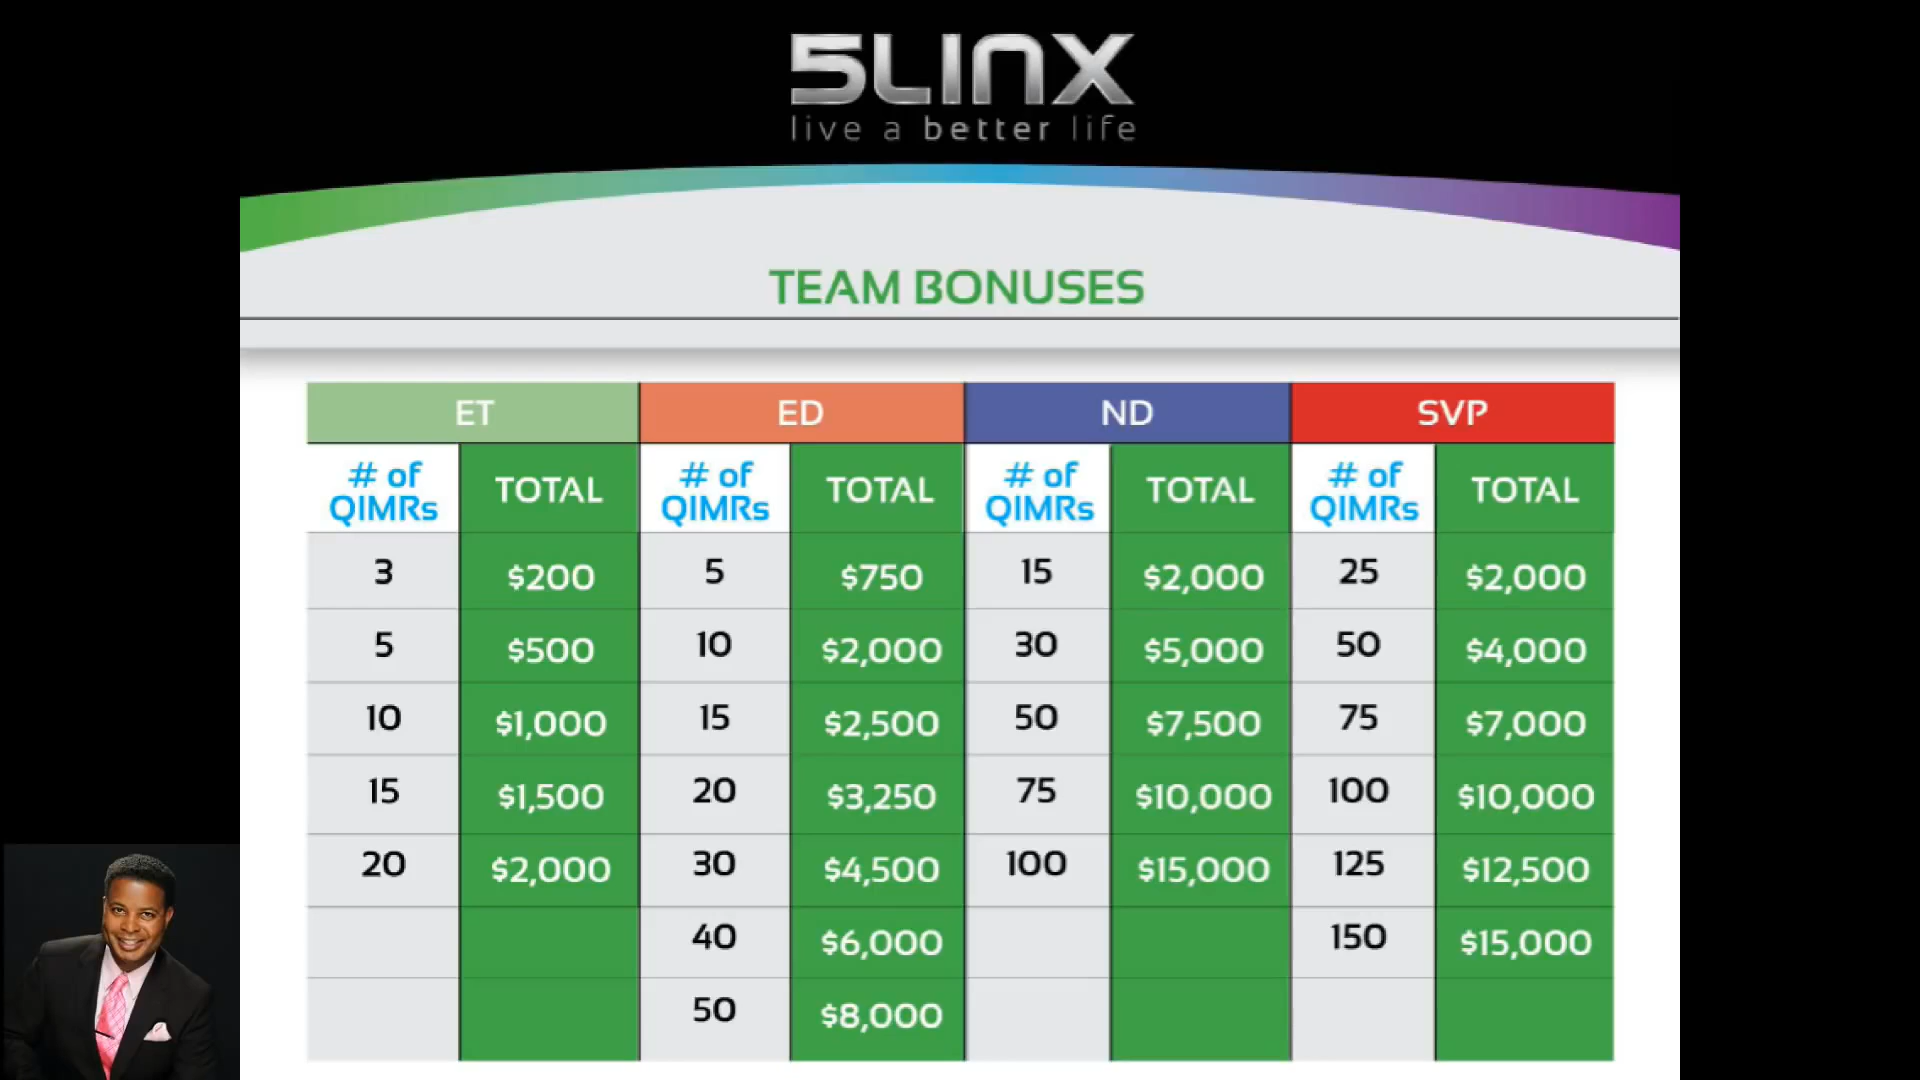 5LINX
live a better life
TEAM BONUSES
ET ED ND SVP
# of QIMRs TOTAL # of QIMRs TOTAL # of QIMRs TOTAL # of QIMRs TOTAL
3 $200 5 $750 15 $2,000 25 $2,000
5 $500 10 $2,000 30 $5,000 50 $4,000
10 $1,000 15 $2,500 50 $7,500 75 $7,000
15 $1,500 20 $3,250 75 $10,000 100 $10,000
20 $2,000 30 $4,500 100 $15,000 125 $12,500
40 $6,000 150 $15,000
50 $8,000